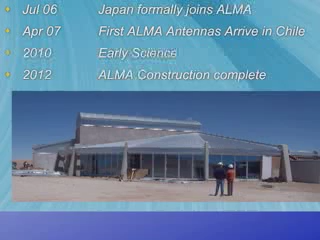 Jul 06 Japan formally joins ALMA
Apr 07 First ALMA Antennas Arrive in Chile
2010 Early Science
2012 ALMA Construction complete